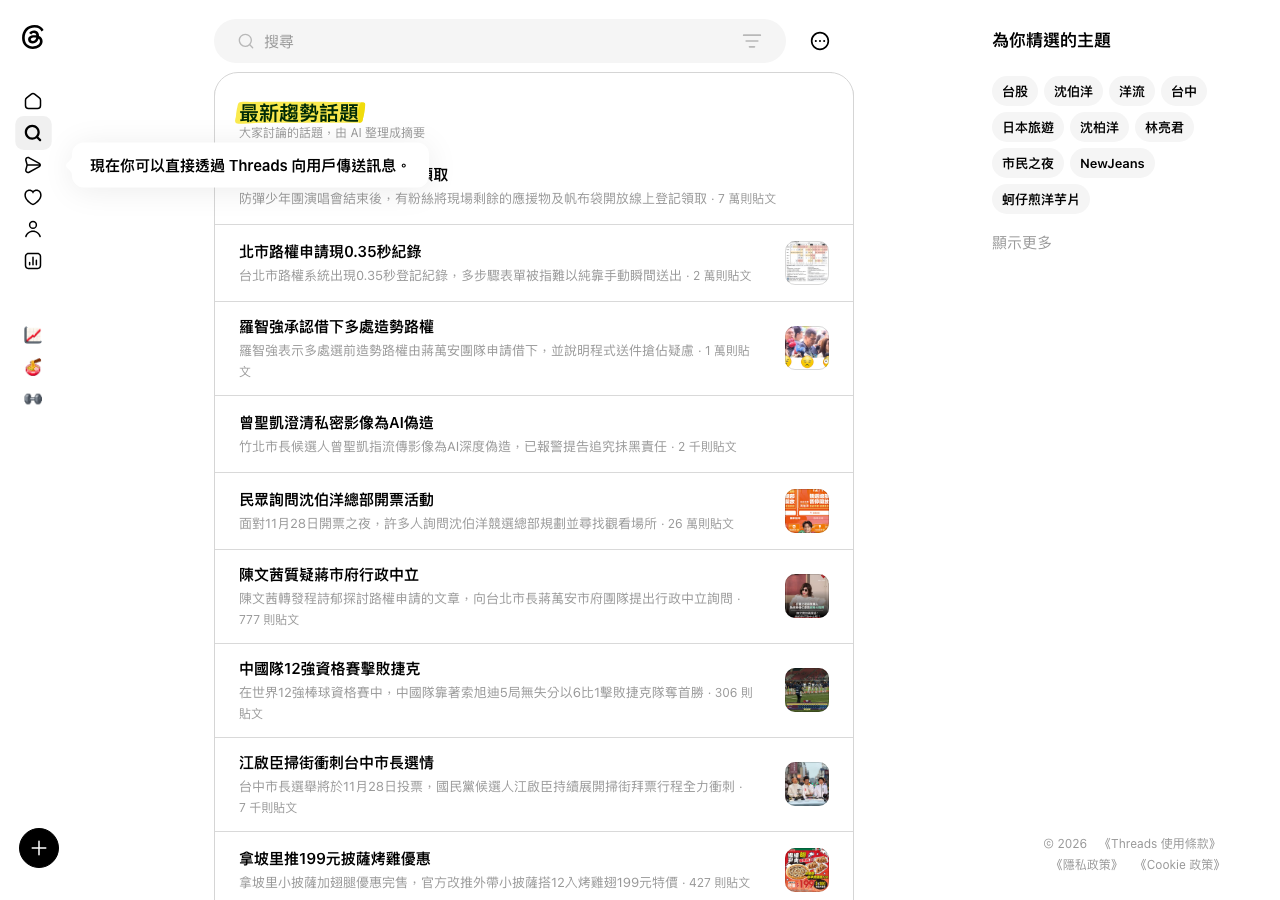 搜尋
最新趨勢話題
大家討論的話題，由 AI 整理成摘要
現在你可以直接透過 Threads 向用戶傳送訊息。
取
防彈少年團演唱會結束後，有粉絲將現場剩餘的應援物及帆布袋開放線上登記領取 · 7 萬則貼文
北市路權申請現0.35秒紀錄
台北市路權系統出現0.35秒登記紀錄，多步驟表單被指難以純靠手動瞬間送出 · 2 萬則貼文
羅智強承認借下多處造勢路權
羅智強表示多處選前造勢路權由蔣萬安團隊申請借下，並說明程式送件搶佔疑慮 · 1 萬則貼
文
曾聖凱澄清私密影像為AI偽造
竹北市長候選人曾聖凱指流傳影像為AI深度偽造，已報警提告追究抹黑責任 · 2 千則貼文
民眾詢問沈伯洋總部開票活動
面對11月28日開票之夜，許多人詢問沈伯洋競選總部規劃並尋找觀看場所 · 26 萬則貼文
陳文茜質疑蔣市府行政中立
陳文茜轉發程詩郁探討路權申請的文章，向台北市長蔣萬安市府團隊提出行政中立詢問 ·
777 則貼文
中國隊12強資格賽擊敗捷克
在世界12強棒球資格賽中，中國隊靠著索旭迪5局無失分以6比1擊敗捷克隊奪首勝 · 306 則
貼文
江啟臣掃街衝刺台中市長選情
台中市長選舉將於11月28日投票，國民黨候選人江啟臣持續展開掃街拜票行程全力衝刺 ·
7 千則貼文
拿坡里推199元披薩烤雞優惠
拿坡里小披薩加翅腿優惠完售，官方改推外帶小披薩搭12入烤雞翅199元特價 · 427 則貼文
為你精選的主題
台股
沈伯洋
洋流
台中
日本旅遊
沈柏洋
林亮君
市民之夜
NewJeans
蚵仔煎洋芋片
顯示更多
© 2026
《Threads 使用條款》
《隱私政策》
《Cookie 政策》